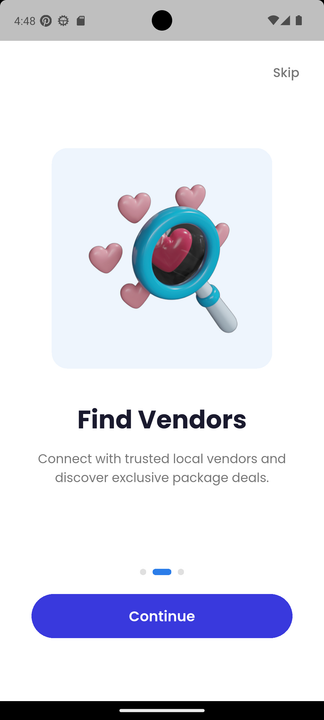 4:48
Skip
Find Vendors
Connect with trusted local vendors and
discover exclusive package deals.
Continue